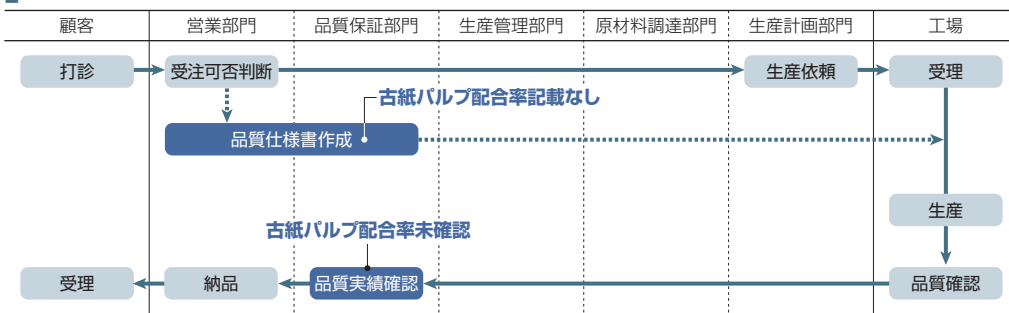 顧客 営業部門 品質保証部門 生産管理部門 原材料調達部門 生産計画部門 工場
打診 受注可否判断 生産依頼 受理
古紙パルプ配合率記載なし
品質仕様書作成
生産
古紙パルプ配合率未確認
受理 納品 品質実績確認 品質確認